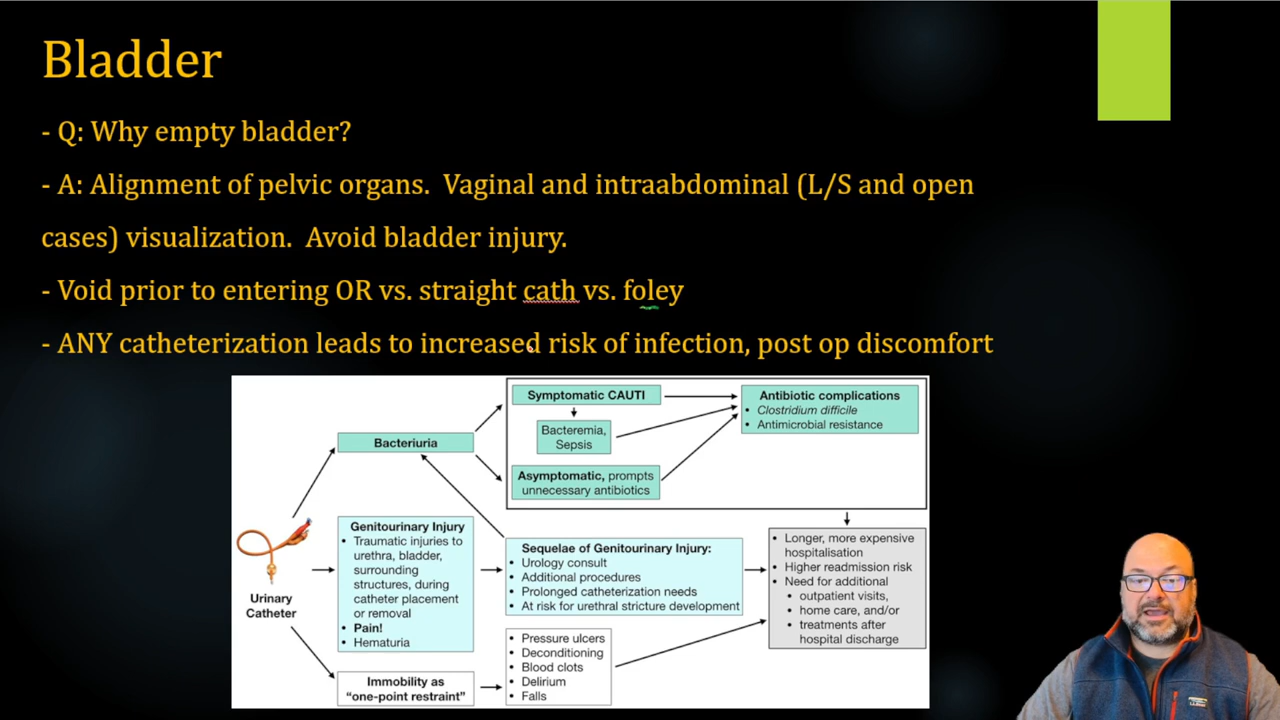 Bladder
- Q: Why empty bladder?
- A: Alignment of pelvic organs.  Vaginal and intraabdominal (L/S and open
cases) visualization.  Avoid bladder injury.
- Void prior to entering OR vs. straight cath vs. foley
- ANY catheterization leads to increased risk of infection, post op discomfort
Urinary
Catheter
Bacteriuria
Symptomatic CAUTI
Bacteremia,
Sepsis
Asymptomatic, prompts
unnecessary antibiotics
Antibiotic complications
• Clostridium difficile
• Antimicrobial resistance
Genitourinary Injury
• Traumatic injuries to
urethra, bladder,
surrounding
structures, during
catheter placement
or removal
• Pain!
• Hematuria
Sequelae of Genitourinary Injury:
• Urology consult
• Additional procedures
• Prolonged catheterization needs
• At risk for urethral stricture development
• Longer, more expensive
hospitalisation
• Higher readmission risk
• Need for additional
• outpatient visits,
• home care, and/or
• treatments after
hospital discharge
Immobility as
“one-point restraint”
• Pressure ulcers
• Deconditioning
• Blood clots
• Delirium
• Falls